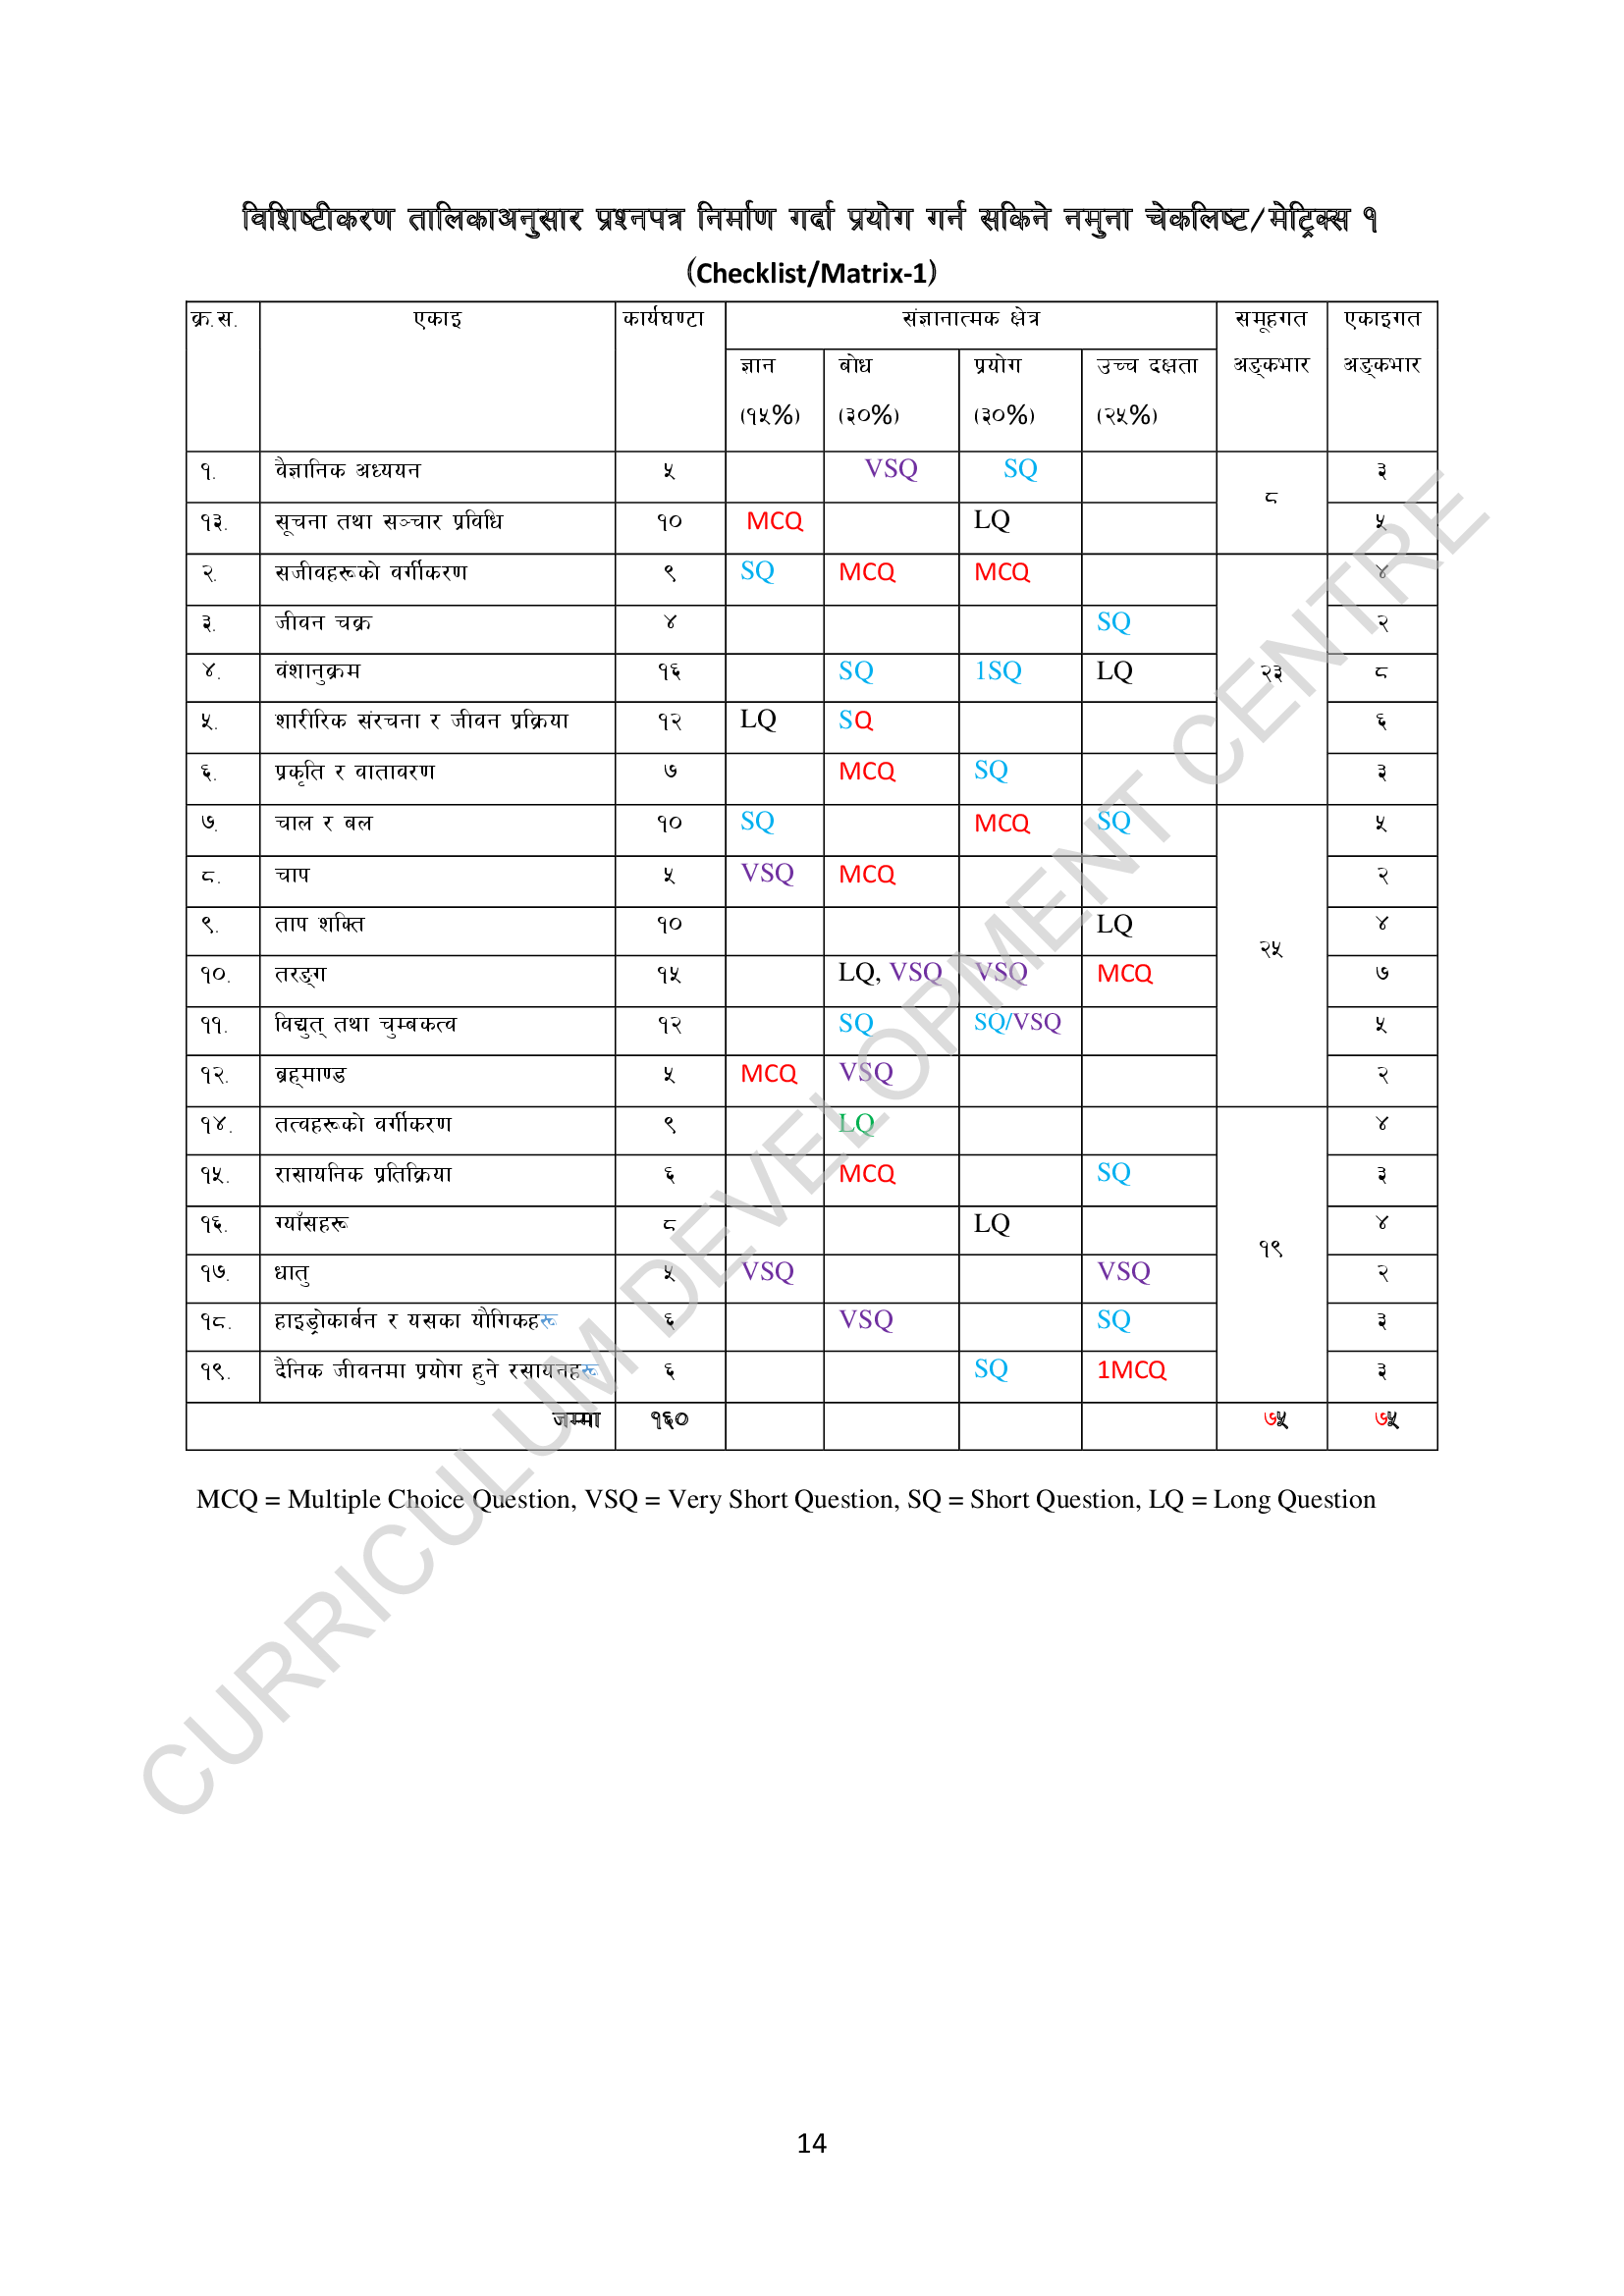 विशिष्टीकरण तालिकाअनुसार प्रश्नपत्र निर्माण गर्दा प्रयोग गर्न सकिने नमुना चेकलिष्ट/मेट्रिक्स १
(Checklist/Matrix-1)
क्र.स. एकाइ कार्यघण्टा संज्ञानात्मक क्षेत्र समूहगत अङ्कभार एकाइगत अङ्कभार
ज्ञान (१५%) बोध (३०%) प्रयोग (३०%) उच्च दक्षता (२५%)
१. वैज्ञानिक अध्ययन ५ VSQ SQ ८ ३
१३. सूचना तथा सञ्चार प्रविधि १० MCQ LQ ५
२. सजीवहरूको वर्गीकरण ९ SQ MCQ MCQ २३ ४
३. जीवन चक्र ४ SQ २
४. वंशानुक्रम १६ SQ 1SQ LQ ८
५. शारीरिक संरचना र जीवन प्रक्रिया १२ LQ SQ ६
६. प्रकृति र वातावरण ७ MCQ SQ ३
७. चाल र बल १० SQ MCQ SQ २५ ५
८. चाप ५ VSQ MCQ २
९. ताप शक्ति १० LQ ४
१०. तरङ्ग १५ LQ, VSQ VSQ MCQ ७
११. विद्युत् तथा चुम्बकत्व १२ SQ SQ/VSQ ५
१२. ब्रह्माण्ड ५ MCQ VSQ २
१४. तत्वहरूको वर्गीकरण ९ LQ १९ ४
१५. रासायनिक प्रतिक्रिया ६ MCQ SQ ३
१६. ग्याँसहरू ८ LQ ४
१७. धातु ५ VSQ VSQ २
१८. हाइड्रोकार्बन र यसका यौगिकहरू ६ VSQ SQ ३
१९. दैनिक जीवनमा प्रयोग हुने रसायनहरू ६ SQ 1MCQ ३
जम्मा १६० ७५ ७५
MCQ = Multiple Choice Question, VSQ = Very Short Question, SQ = Short Question, LQ = Long Question
CURRICULUM DEVELOPMENT CENTRE
14